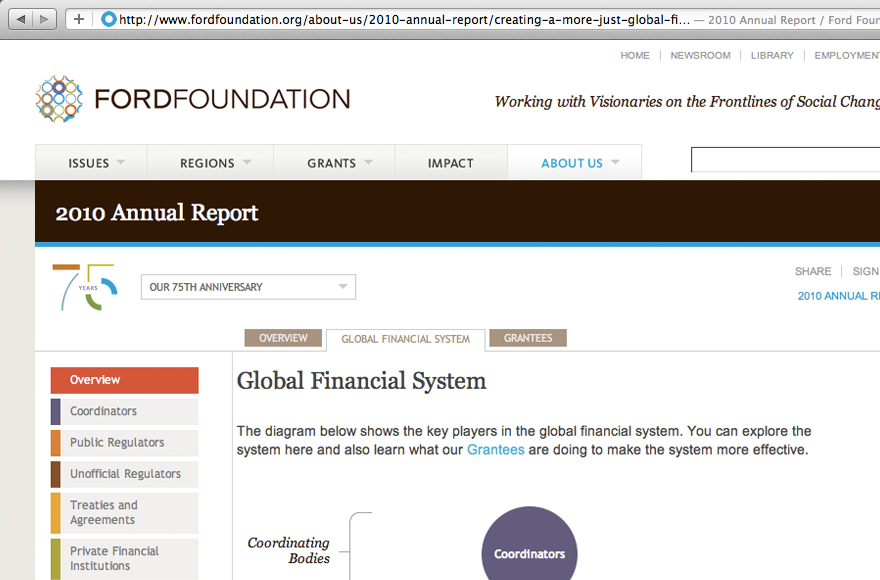 http://www.fordfoundation.org/about-us/2010-annual-report/creating-a-more-just-global-fi... — 2010 Annual Report / Ford Foun
HOME NEWSROOM LIBRARY EMPLOYMENT
FORDFOUNDATION
Working with Visionaries on the Frontlines of Social Chang
ISSUES REGIONS GRANTS IMPACT ABOUT US
2010 Annual Report
75 YEARS
OUR 75TH ANNIVERSARY
SHARE SIGN
2010 ANNUAL RE
OVERVIEW GLOBAL FINANCIAL SYSTEM GRANTEES
Overview
Coordinators
Public Regulators
Unofficial Regulators
Treaties and
Agreements
Private Financial
Institutions
Global Financial System
The diagram below shows the key players in the global financial system. You can explore the
system here and also learn what our Grantees are doing to make the system more effective.
Coordinating
Bodies
Coordinators